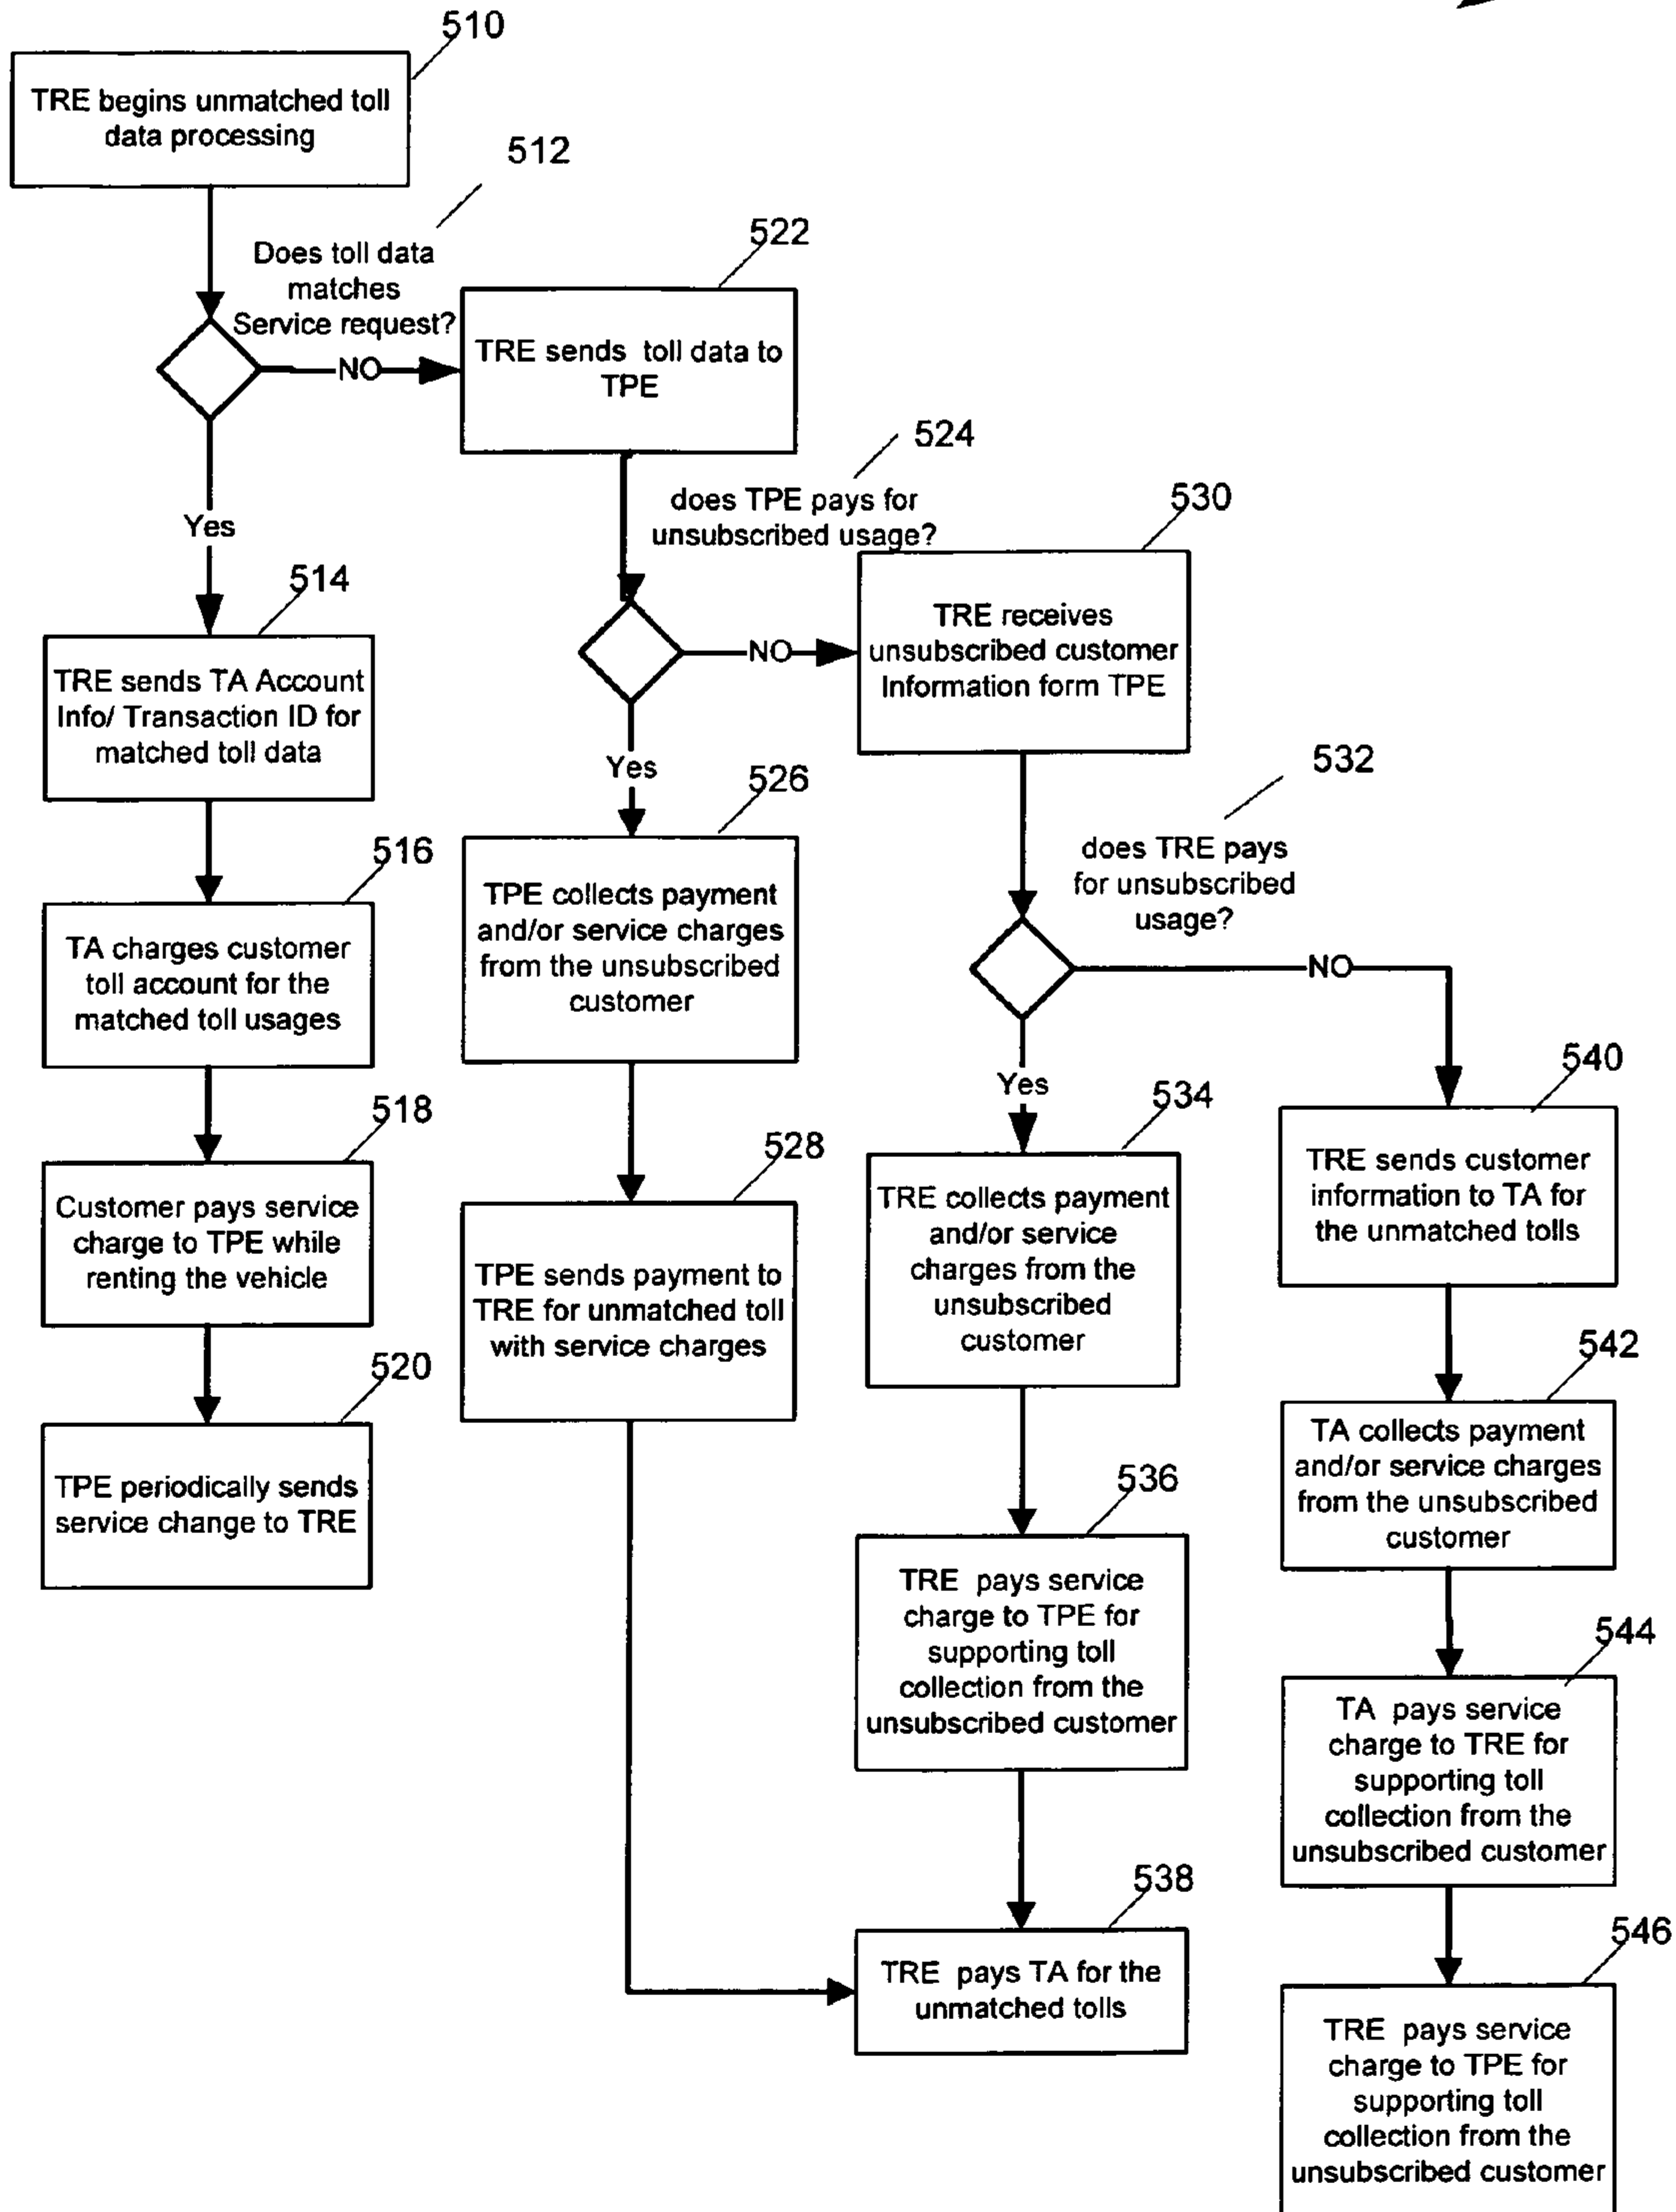 510
TRE begins unmatched toll
data processing
512
Does toll data
matches
Service request?
NO
Yes
522
TRE sends toll data to
TPE
524
does TPE pays for
unsubscribed usage?
NO
Yes
530
TRE receives
unsubscribed customer
Information form TPE
532
does TRE pays
for unsubscribed
usage?
NO
Yes
514
TRE sends TA Account
Info/ Transaction ID for
matched toll data
516
TA charges customer
toll account for the
matched toll usages
518
Customer pays service
charge to TPE while
renting the vehicle
520
TPE periodically sends
service change to TRE
526
TPE collects payment
and/or service charges
from the unsubscribed
customer
528
TPE sends payment to
TRE for unmatched toll
with service charges
534
TRE collects payment
and/or service
charges from the
unsubscribed
customer
536
TRE pays service
charge to TPE for
supporting toll
collection from the
unsubscribed customer
538
TRE pays TA for the
unmatched tolls
540
TRE sends customer
information to TA for
the unmatched tolls
542
TA collects payment
and/or service charges
from the unsubscribed
customer
544
TA pays service
charge to TRE for
supporting toll
collection from the
unsubscribed customer
546
TRE pays service
charge to TPE for
supporting toll
collection from the
unsubscribed customer